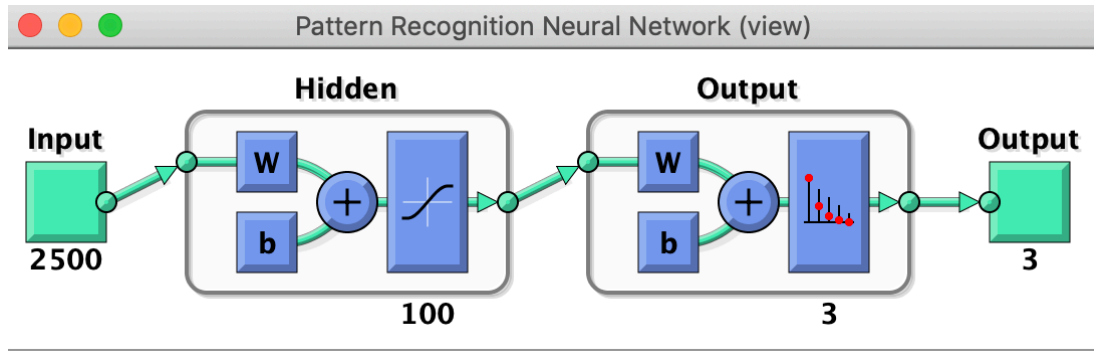 Pattern Recognition Neural Network (view)
Hidden
Output
Input
Output
W
W
+
+
b
b
2500
3
100
3